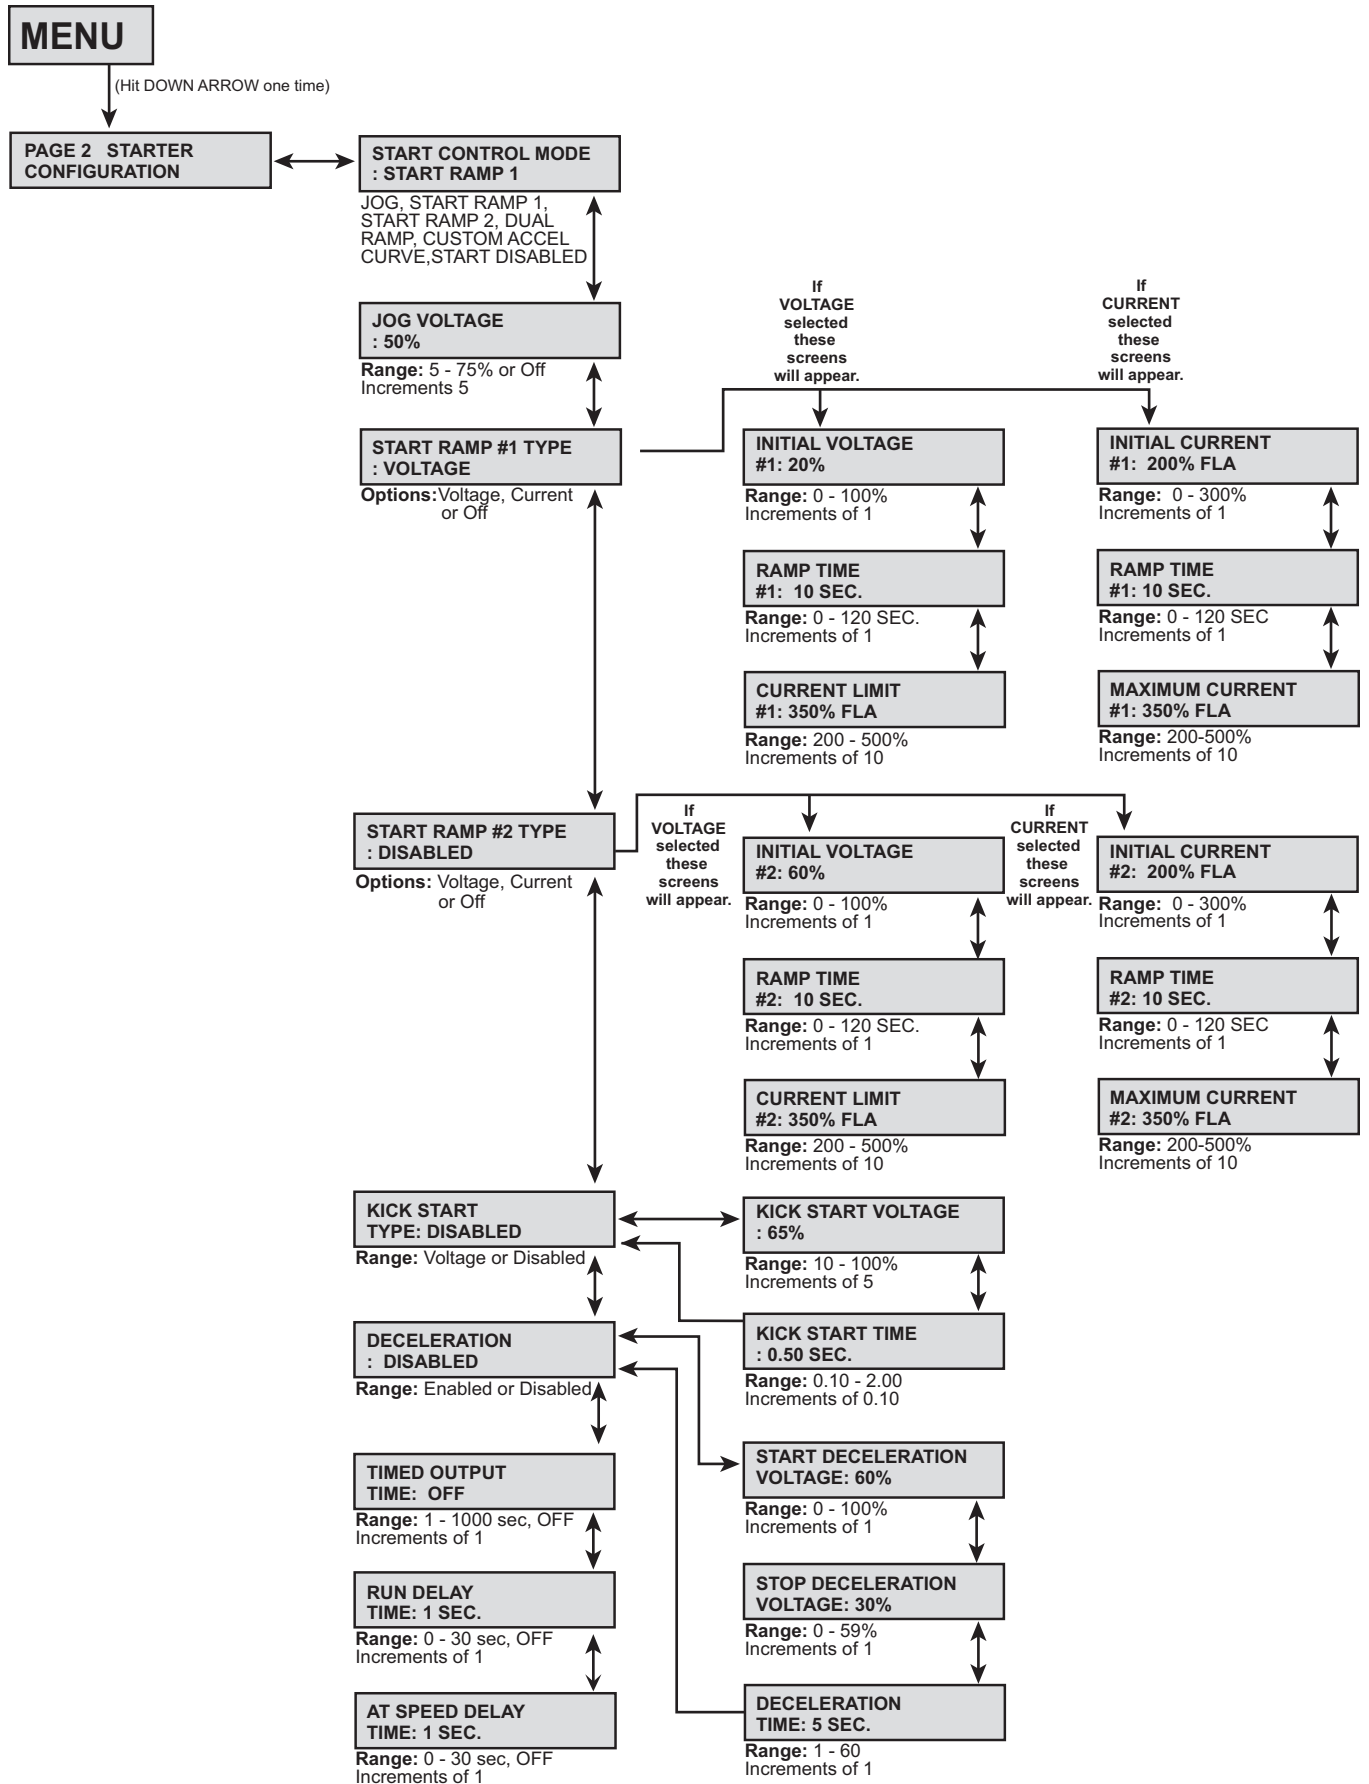 MENU
(Hit DOWN ARROW one time)
PAGE 2 STARTER
CONFIGURATION
START CONTROL MODE
: START RAMP 1
JOG, START RAMP 1,
START RAMP 2, DUAL
RAMP, CUSTOM ACCEL
CURVE,START DISABLED
JOG VOLTAGE
: 50%
Range: 5 - 75% or Off
Increments 5
START RAMP #1 TYPE
: VOLTAGE
Options:Voltage, Current
or Off
If
VOLTAGE
selected
these
screens
will appear.
INITIAL VOLTAGE
#1: 20%
Range: 0 - 100%
Increments of 1
RAMP TIME
#1: 10 SEC.
Range: 0 - 120 SEC.
Increments of 1
CURRENT LIMIT
#1: 350% FLA
Range: 200 - 500%
Increments of 10
If
CURRENT
selected
these
screens
will appear.
INITIAL CURRENT
#1: 200% FLA
Range: 0 - 300%
Increments of 1
RAMP TIME
#1: 10 SEC.
Range: 0 - 120 SEC
Increments of 1
MAXIMUM CURRENT
#1: 350% FLA
Range: 200-500%
Increments of 10
START RAMP #2 TYPE
: DISABLED
Options: Voltage, Current
or Off
If
VOLTAGE
selected
these
screens
will appear.
INITIAL VOLTAGE
#2: 60%
Range: 0 - 100%
Increments of 1
RAMP TIME
#2: 10 SEC.
Range: 0 - 120 SEC.
Increments of 1
CURRENT LIMIT
#2: 350% FLA
Range: 200 - 500%
Increments of 10
If
CURRENT
selected
these
screens
will appear.
INITIAL CURRENT
#2: 200% FLA
Range: 0 - 300%
Increments of 1
RAMP TIME
#2: 10 SEC.
Range: 0 - 120 SEC
Increments of 1
MAXIMUM CURRENT
#2: 350% FLA
Range: 200-500%
Increments of 10
KICK START
TYPE: DISABLED
Range: Voltage or Disabled
KICK START VOLTAGE
: 65%
Range: 10 - 100%
Increments of 5
KICK START TIME
: 0.50 SEC.
Range: 0.10 - 2.00
Increments of 0.10
DECELERATION
: DISABLED
Range: Enabled or Disabled
START DECELERATION
VOLTAGE: 60%
Range: 0 - 100%
Increments of 1
STOP DECELERATION
VOLTAGE: 30%
Range: 0 - 59%
Increments of 1
DECELERATION
TIME: 5 SEC.
Range: 1 - 60
Increments of 1
TIMED OUTPUT
TIME: OFF
Range: 1 - 1000 sec, OFF
Increments of 1
RUN DELAY
TIME: 1 SEC.
Range: 0 - 30 sec, OFF
Increments of 1
AT SPEED DELAY
TIME: 1 SEC.
Range: 0 - 30 sec, OFF
Increments of 1